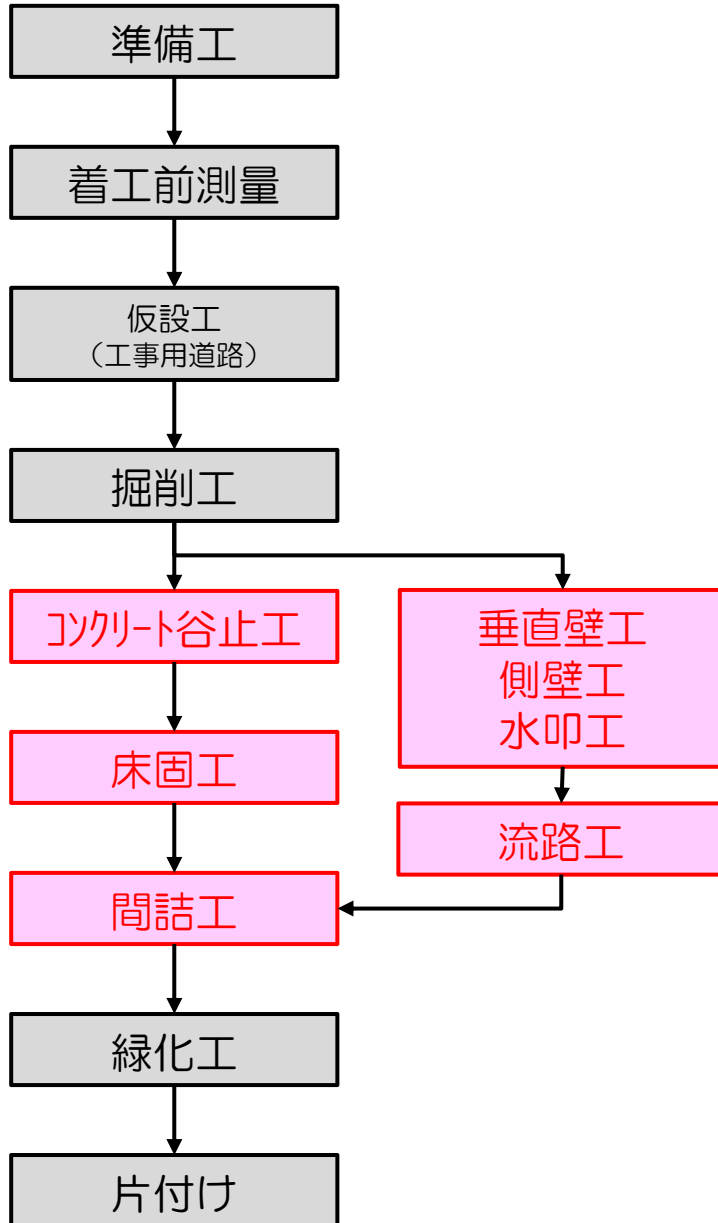 準備工
着工前測量
仮設工
（工事用道路）
掘削工
コンクリート谷止工
床固工
間詰工
垂直壁工
側壁工
水叩工
流路工
緑化工
片付け